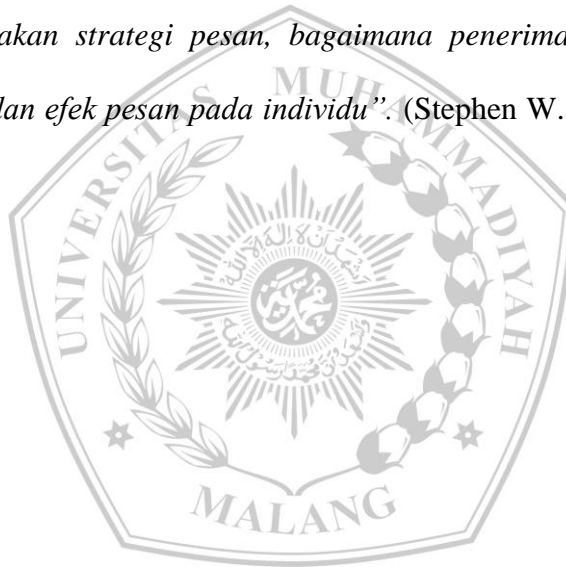 akan strategi pesan, bagaimana penerima
dan efek pesan pada individu”. (Stephen W.
UNIVERSITAS MUHAMMADIYAH
MALANG